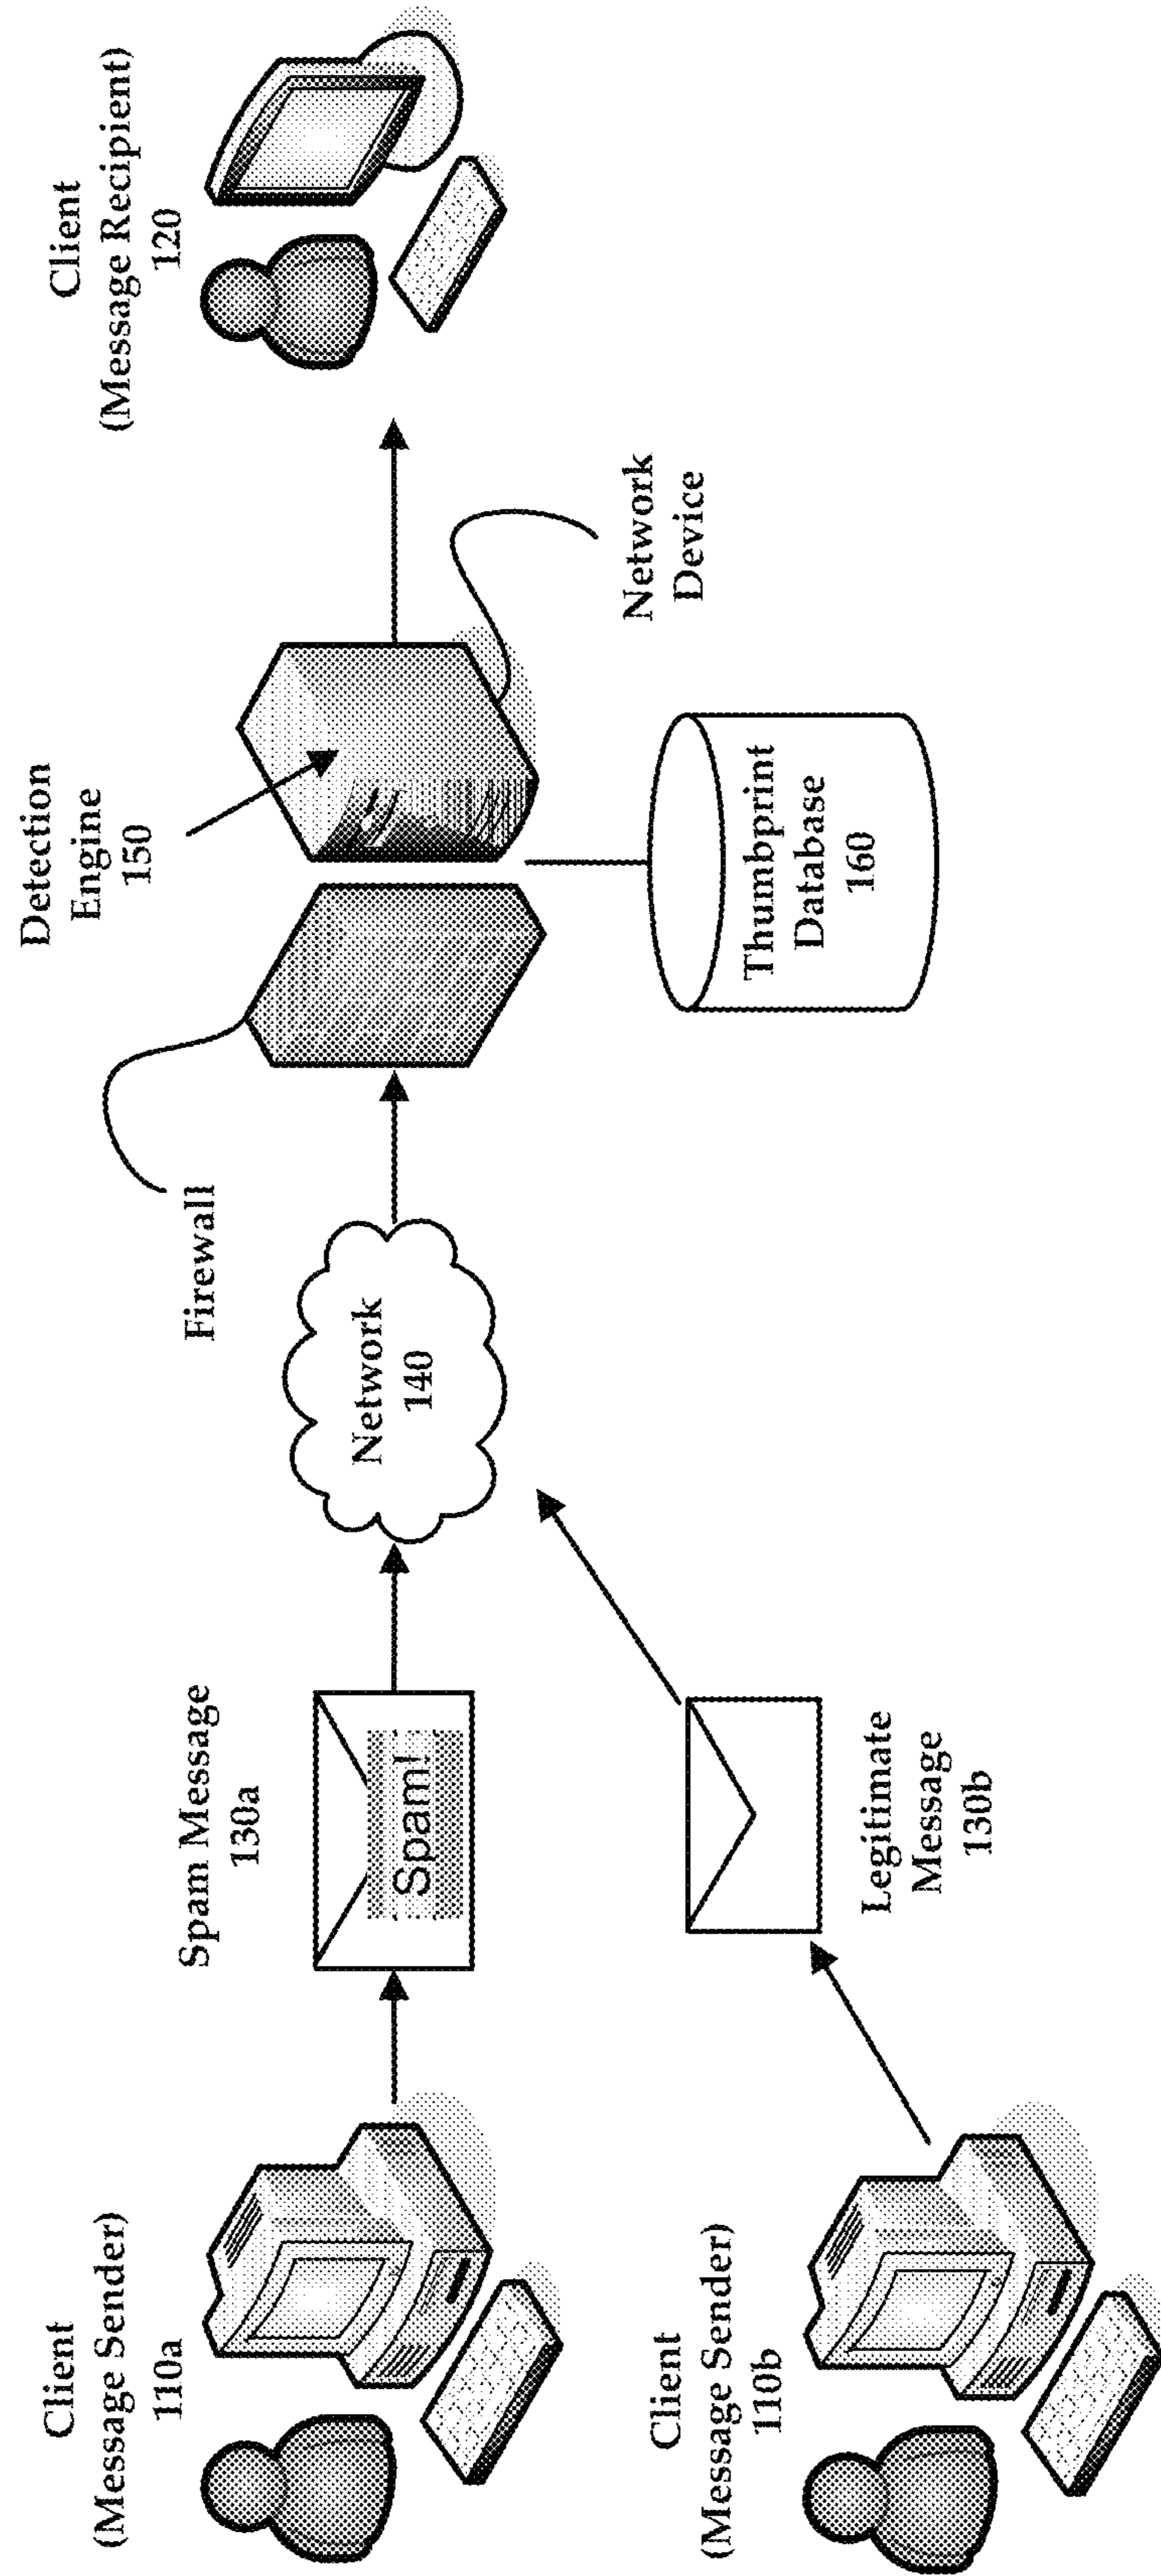 Client
(Message Sender)
110a
Spam Message
130a
Spam!
Network
140
Firewall
Detection
Engine
150
Client
(Message Recipient)
120
Network
Device
Thumbprint
Database
160
Client
(Message Sender)
110b
Legitimate
Message
130b